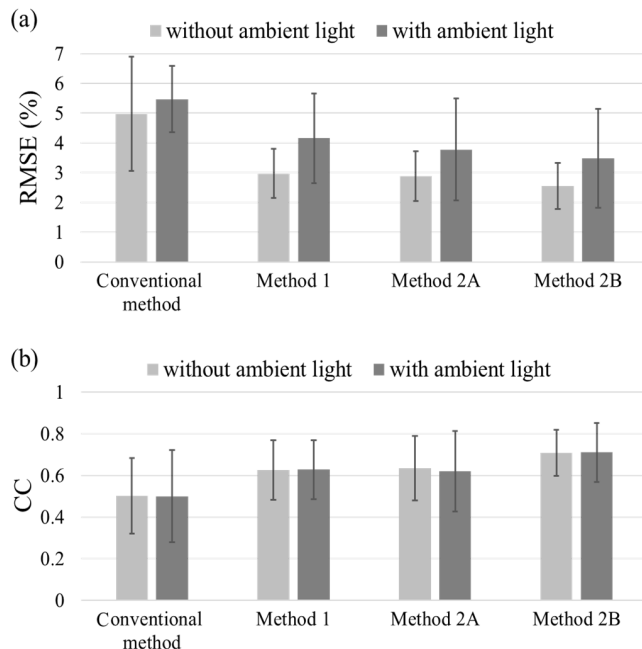 (a)
without ambient light with ambient light
7
6
5
4
3
2
1
0
RMSE (%)
Conventional method Method 1 Method 2A Method 2B
(b)
without ambient light with ambient light
1
0.8
0.6
0.4
0.2
0
CC
Conventional method Method 1 Method 2A Method 2B